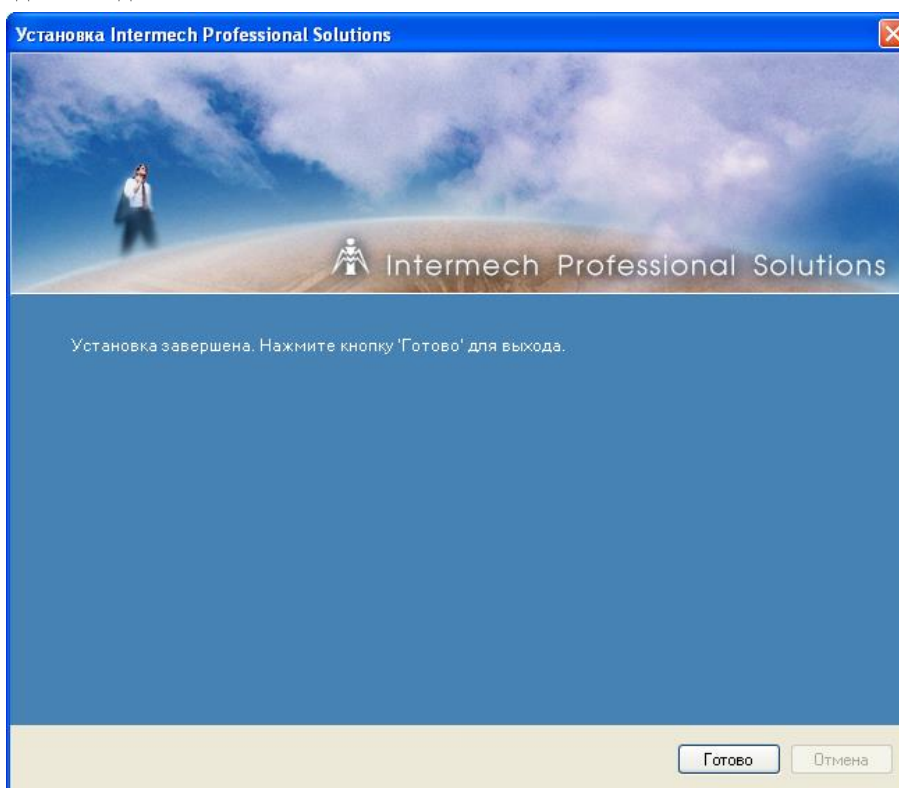 Установка Intermech Professional Solutions
Intermech Professional Solutions
Установка завершена. Нажмите кнопку 'Готово' для выхода.
Готово
Отмена